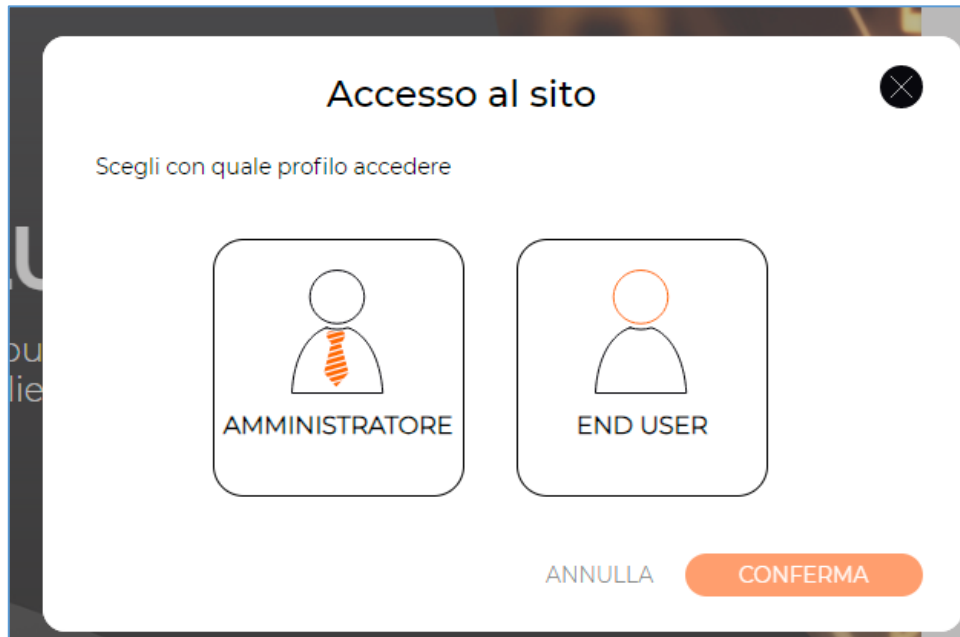 Accesso al sito
Scegli con quale profilo accedere
AMMINISTRATORE
END USER
ANNULLA
CONFERMA